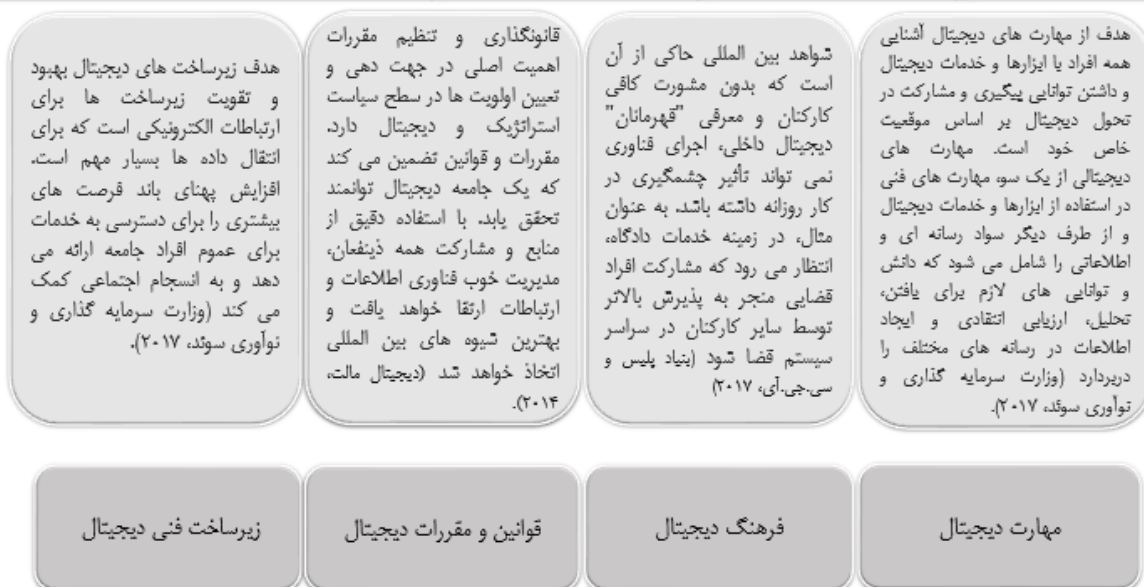 هدف از مهارت های دیجیتال آشنایی
همه افراد با ابزارها و خدمات دیجیتال
و داشتن توانایی پیگیری و مشارکت در
تحول دیجیتال بر اساس موقعیت
خاص خود است. مهارت های
دیجیتالی از یک سو، مهارت های فنی
در استفاده از ابزارها و خدمات دیجیتال
و از طرف دیگر سواد رسانه ای و
اطلاعاتی را شامل می شود که دانش
و توانایی های لازم برای یافتن،
تحلیل، ارزیابی انتقادی و ایجاد
اطلاعات در رسانه های مختلف را
دربردارد (وزارت سرمایه گذاری و
نوآوری سوئد، ۲۰۱۷).
شواهد بین المللی حاکی از آن
است که بدون مشورت کافی
کارکنان و معرفی "قهرمانان"
دیجیتال داخلی، اجرای فناوری
نمی تواند تأثیر چشمگیری در
کار روزانه داشته باشد. به عنوان
مثال، در زمینه خدمات دادگاه،
انتظار می رود که مشارکت افراد
قضایی منجر به پذیرش بالاتر
توسط سایر کارکنان در سراسر
سیستم قضا شود (بنیاد پلیس و
سی.جی.آی، ۲۰۱۷)
قانونگذاری و تنظیم مقررات
اهمیت اصلی در جهت دهی و
تعیین اولویت ها در سطح سیاست
استراتژیک و دیجیتال دارد.
مقررات و قوانین تضمین می کند
که یک جامعه دیجیتال توانمند
تحقق یابد. با استفاده دقیق از
منابع و مشارکت همه ذینفعان،
مدیریت خوب فناوری اطلاعات و
ارتباطات ارتقا خواهد یافت و
بهترین شیوه های بین المللی
اتخاذ خواهد شد (دیجیتال مالت،
۲۰۱۴).
هدف زیرساخت های دیجیتال بهبود
و تقویت زیرساخت ها برای
ارتباطات الکترونیکی است که برای
انتقال داده ها بسیار مهم است.
افزایش پهنای باند فرصت های
بیشتری را برای دسترسی به خدمات
برای عموم افراد جامعه ارائه می
دهد و به انسجام اجتماعی کمک
می کند (وزارت سرمایه گذاری و
نوآوری سوئد، ۲۰۱۷).
مهارت دیجیتال
فرهنگ دیجیتال
قوانین و مقررات دیجیتال
زیرساخت فنی دیجیتال